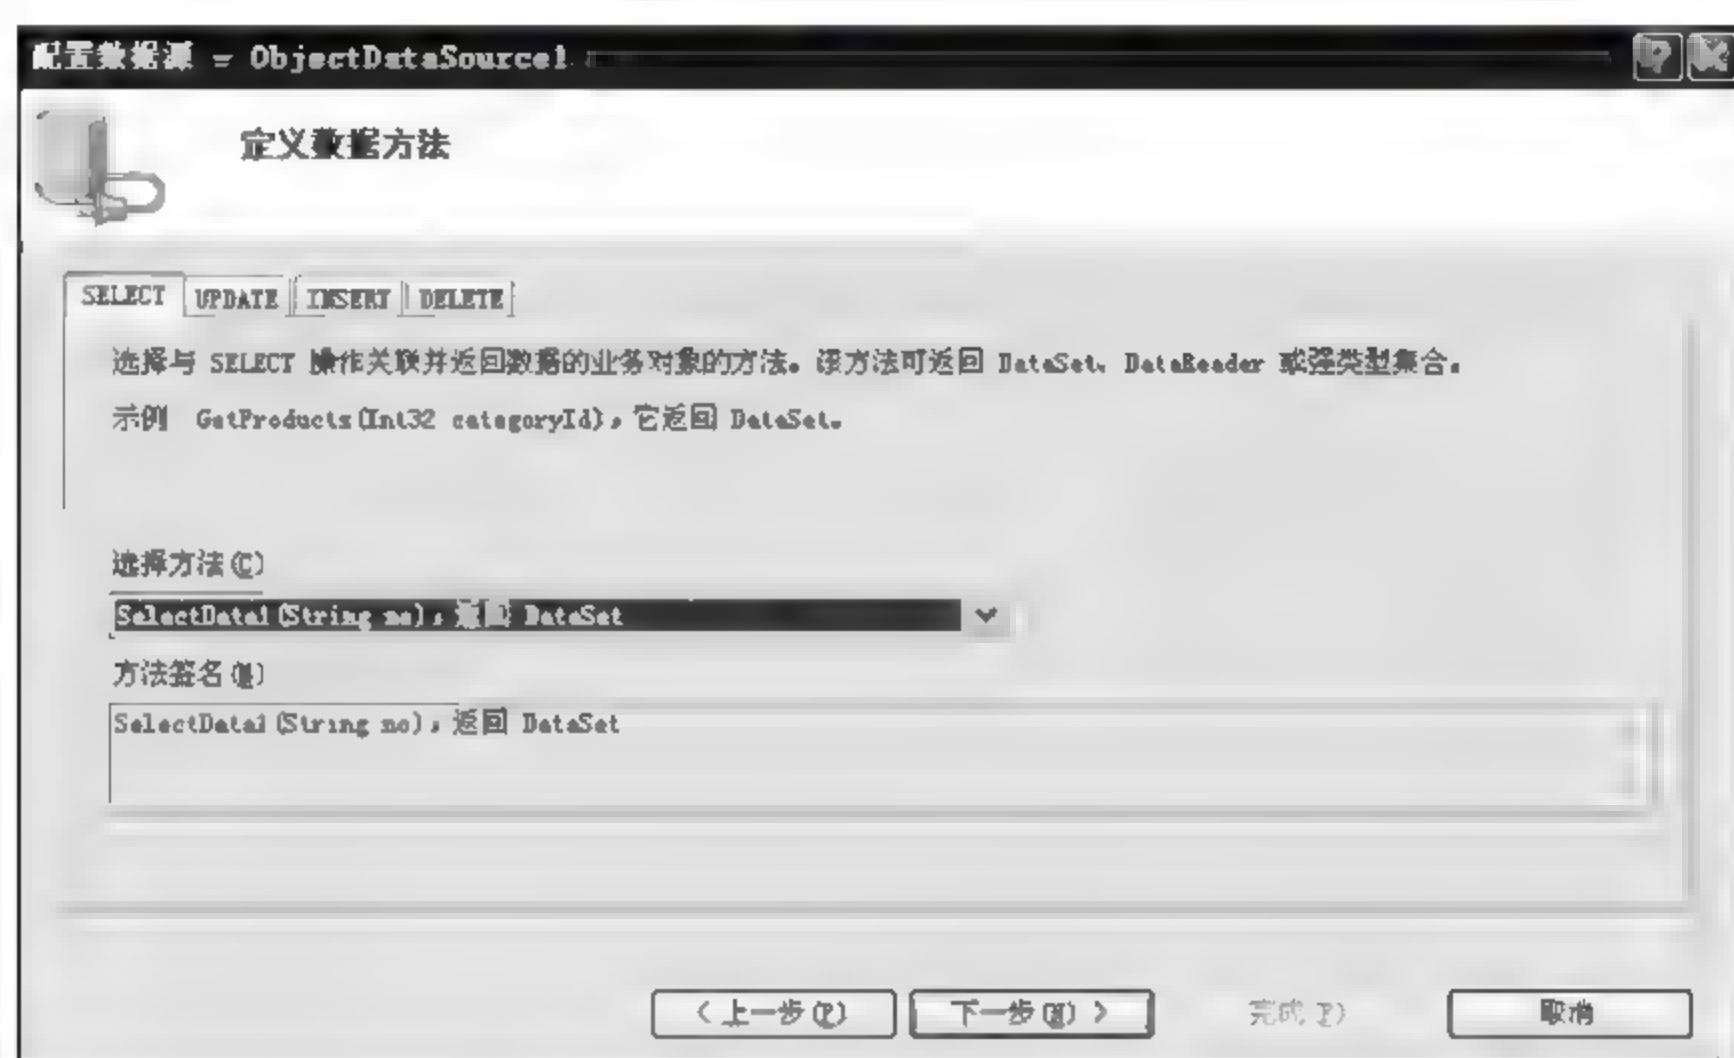 配置数据源 - ObjectDataSource1
定义数据方法
SELECT UPDATE INSERT DELETE
选择与 SELECT 操作关联并返回数据的业务对象的方法。该方法可返回 DataSet、DataReader 或强类型集合。
示例 GetProducts(Int32 categoryId)，它返回 DataSet。
选择方法(C)
SelectData1(String no)，返回 DataSet
方法签名(N)
SelectData1(String no)，返回 DataSet
< 上一步(P) 下一步(N) > 完成(F) 取消